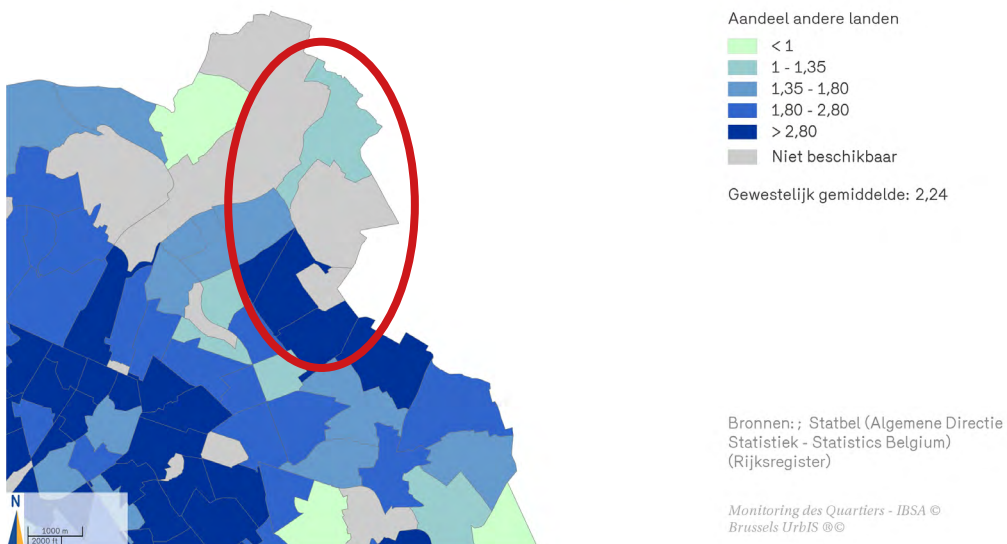 Aandeel andere landen
< 1
1 - 1,35
1,35 - 1,80
1,80 - 2,80
> 2,80
Niet beschikbaar
Gewestelijk gemiddelde: 2,24
Bronnen: ; Statbel (Algemene Directie
Statistiek - Statistics Belgium)
(Rijksregister)
Monitoring des Quartiers - IBSA ©
Brussels UrbIS ®©
N
1000 m
2000 ft